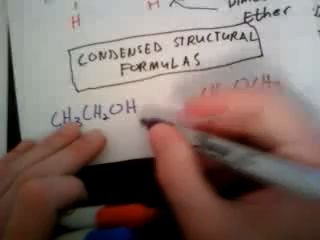 H
H
Ether
CONDENSED STRUCTURAL
FORMULAS
CH₃CH₂OH